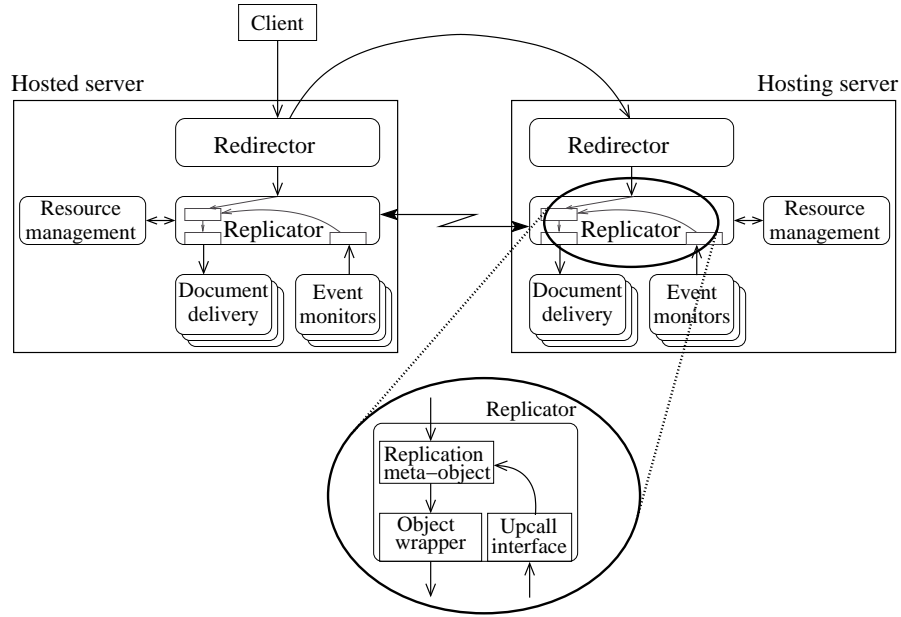 Client
Hosted server
Hosting server
Redirector
Redirector
Resource
management
Replicator
Replicator
Resource
management
Document
delivery
Event
monitors
Document
delivery
Event
monitors
Replicator
Replication
meta−object
Object
wrapper
Upcall
interface